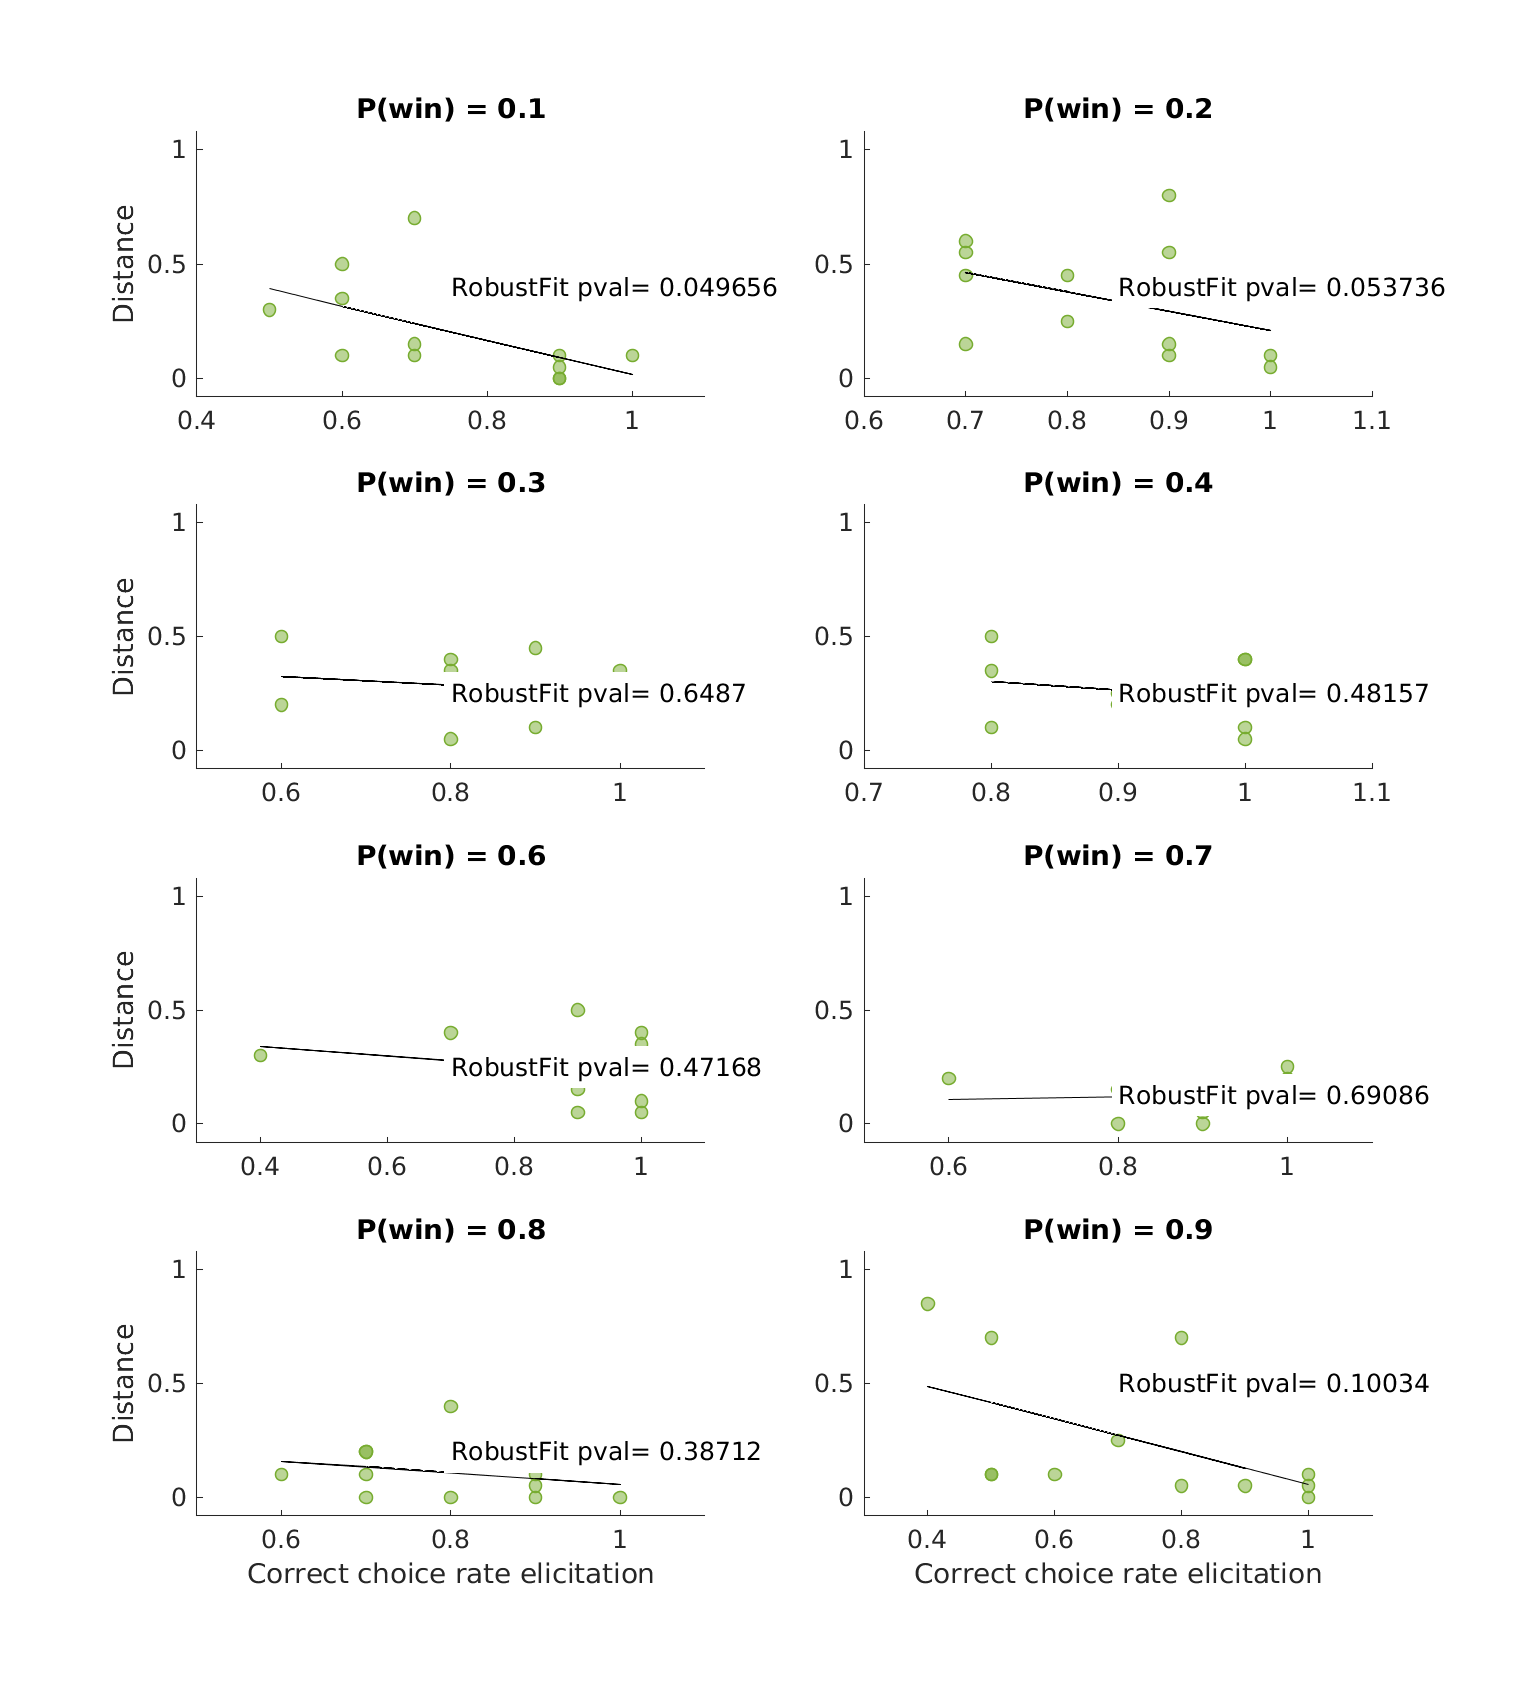 P(win) = 0.1
Distance
1
0.5
0
RobustFit pval= 0.049656
0.4 0.6 0.8 1
P(win) = 0.2
1
0.5
0
RobustFit pval= 0.053736
0.6 0.7 0.8 0.9 1 1.1
P(win) = 0.3
Distance
1
0.5
0
RobustFit pval= 0.6487
0.6 0.8 1
P(win) = 0.4
1
0.5
0
RobustFit pval= 0.48157
0.7 0.8 0.9 1 1.1
P(win) = 0.6
Distance
1
0.5
0
RobustFit pval= 0.47168
0.4 0.6 0.8 1
P(win) = 0.7
1
0.5
0
RobustFit pval= 0.69086
0.6 0.8 1
P(win) = 0.8
Distance
1
0.5
0
RobustFit pval= 0.38712
0.6 0.8 1
Correct choice rate elicitation
P(win) = 0.9
1
0.5
0
RobustFit pval= 0.10034
0.4 0.6 0.8 1
Correct choice rate elicitation